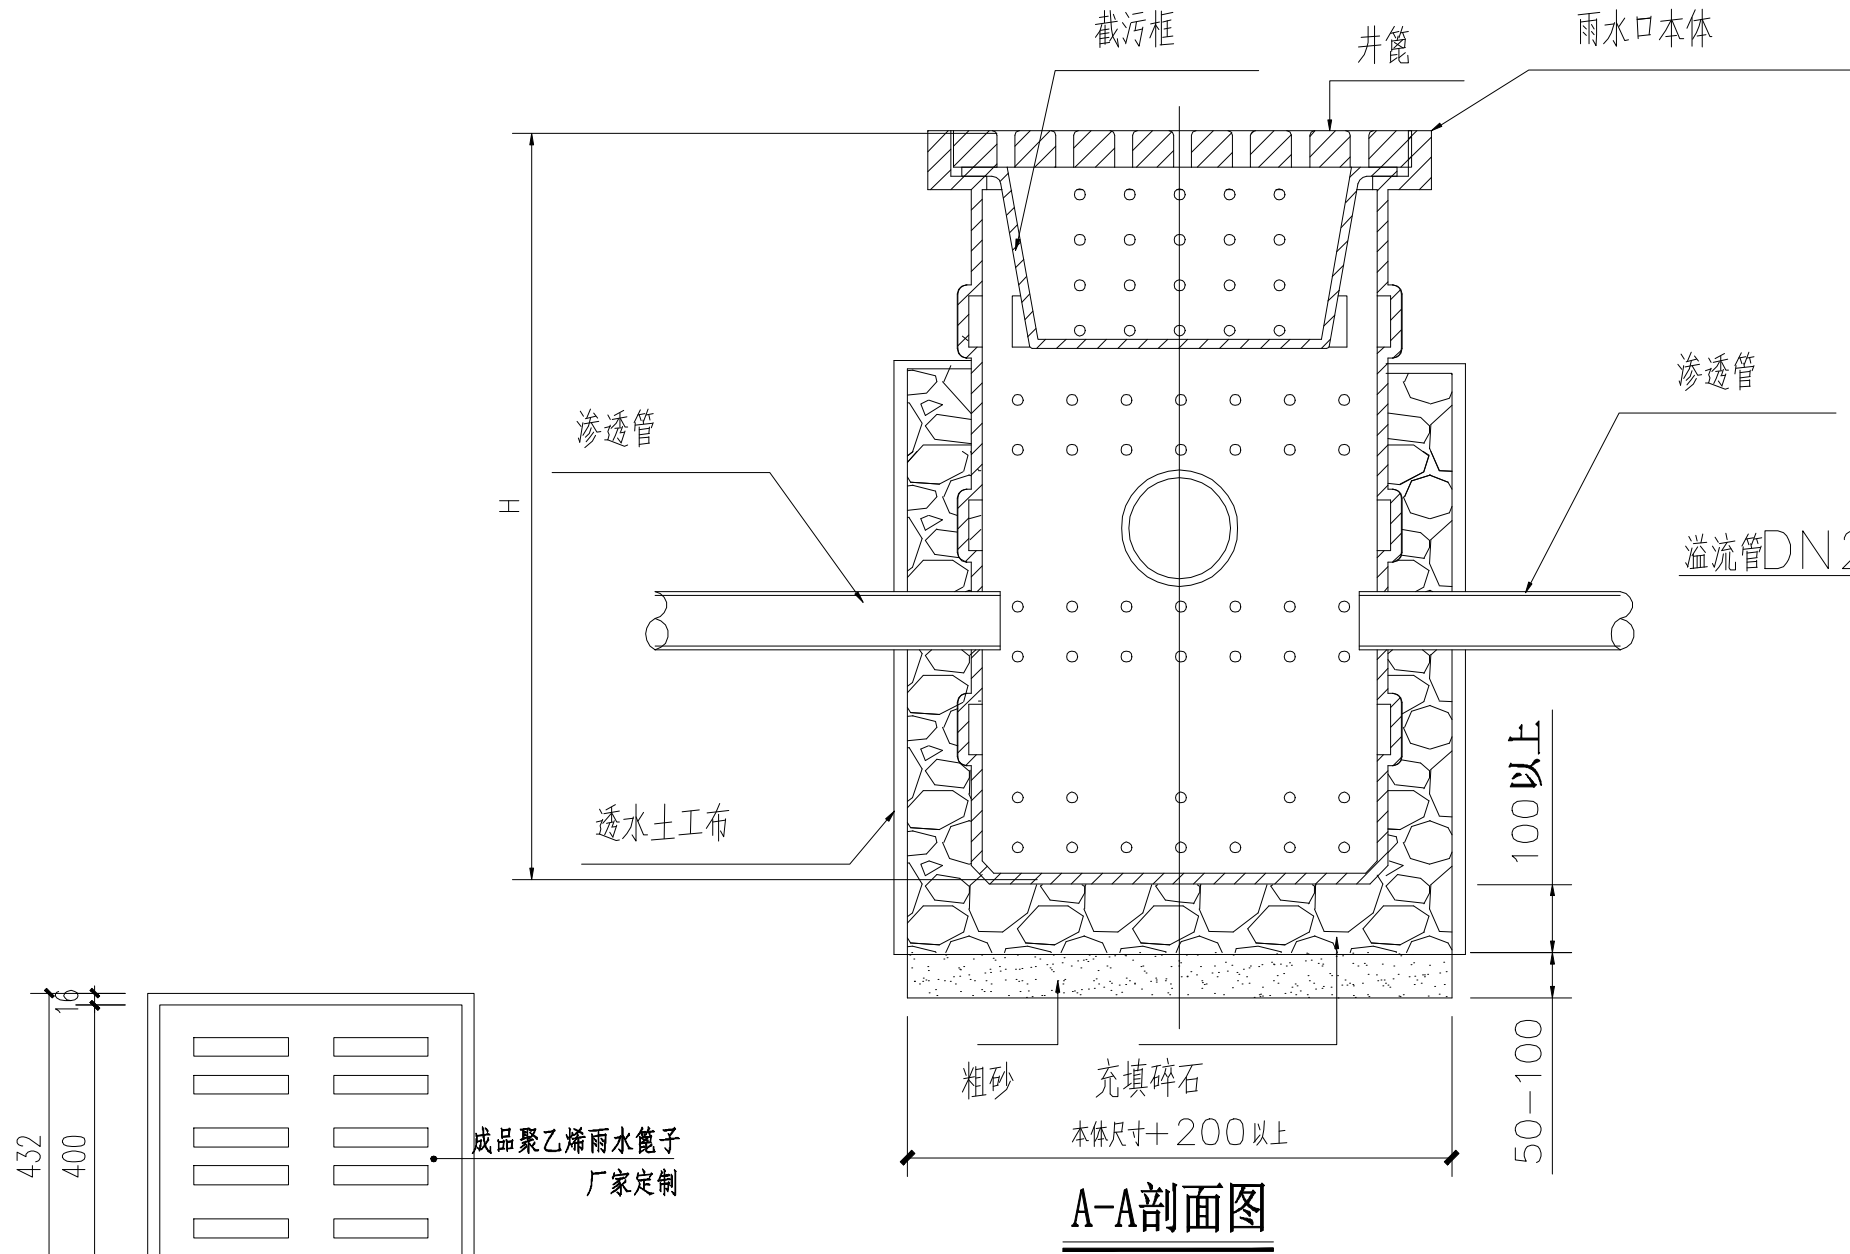 截污框
井篦
雨水口本体
渗透管
渗透管
H
溢流管DN2
透水土工布
100以上
50-100
粗砂
充填碎石
本体尺寸+200以上
A-A剖面图
16
432
400
成品聚乙烯雨水篦子
厂家定制